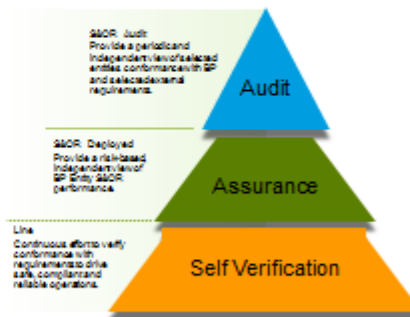 S&OR Audit
Provide a periodic and
independent view of selected
entities conformance with BP
and selected external
requirements.
Audit
S&OR Deployed
Provide a risk-based,
independent view of
BP Entity S&OR
performance.
Assurance
Line
Continuous effort to verify
conformance with
requirements to drive
safe, compliant and
reliable operations.
Self Verification